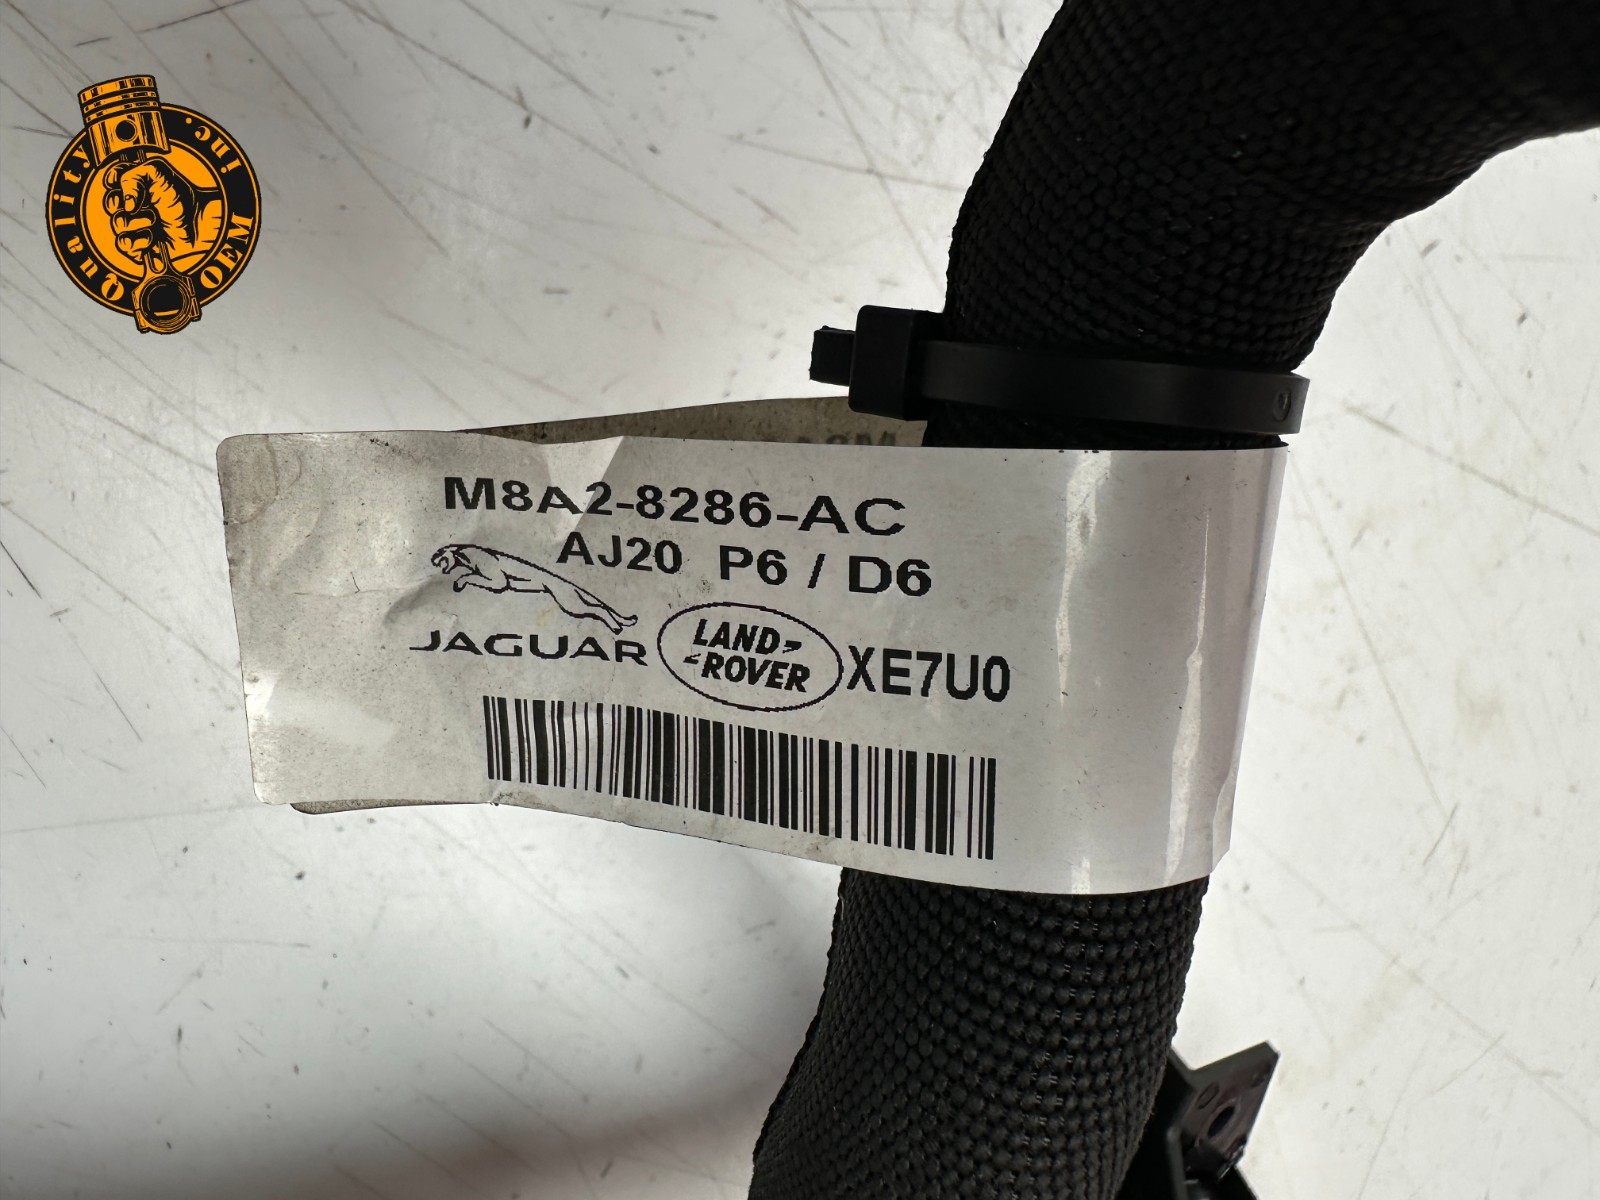 Quality inc.
OEM
M8A2-8286-AC
AJ20 P6 / D6
JAGUAR LAND-ROVER XE7U0